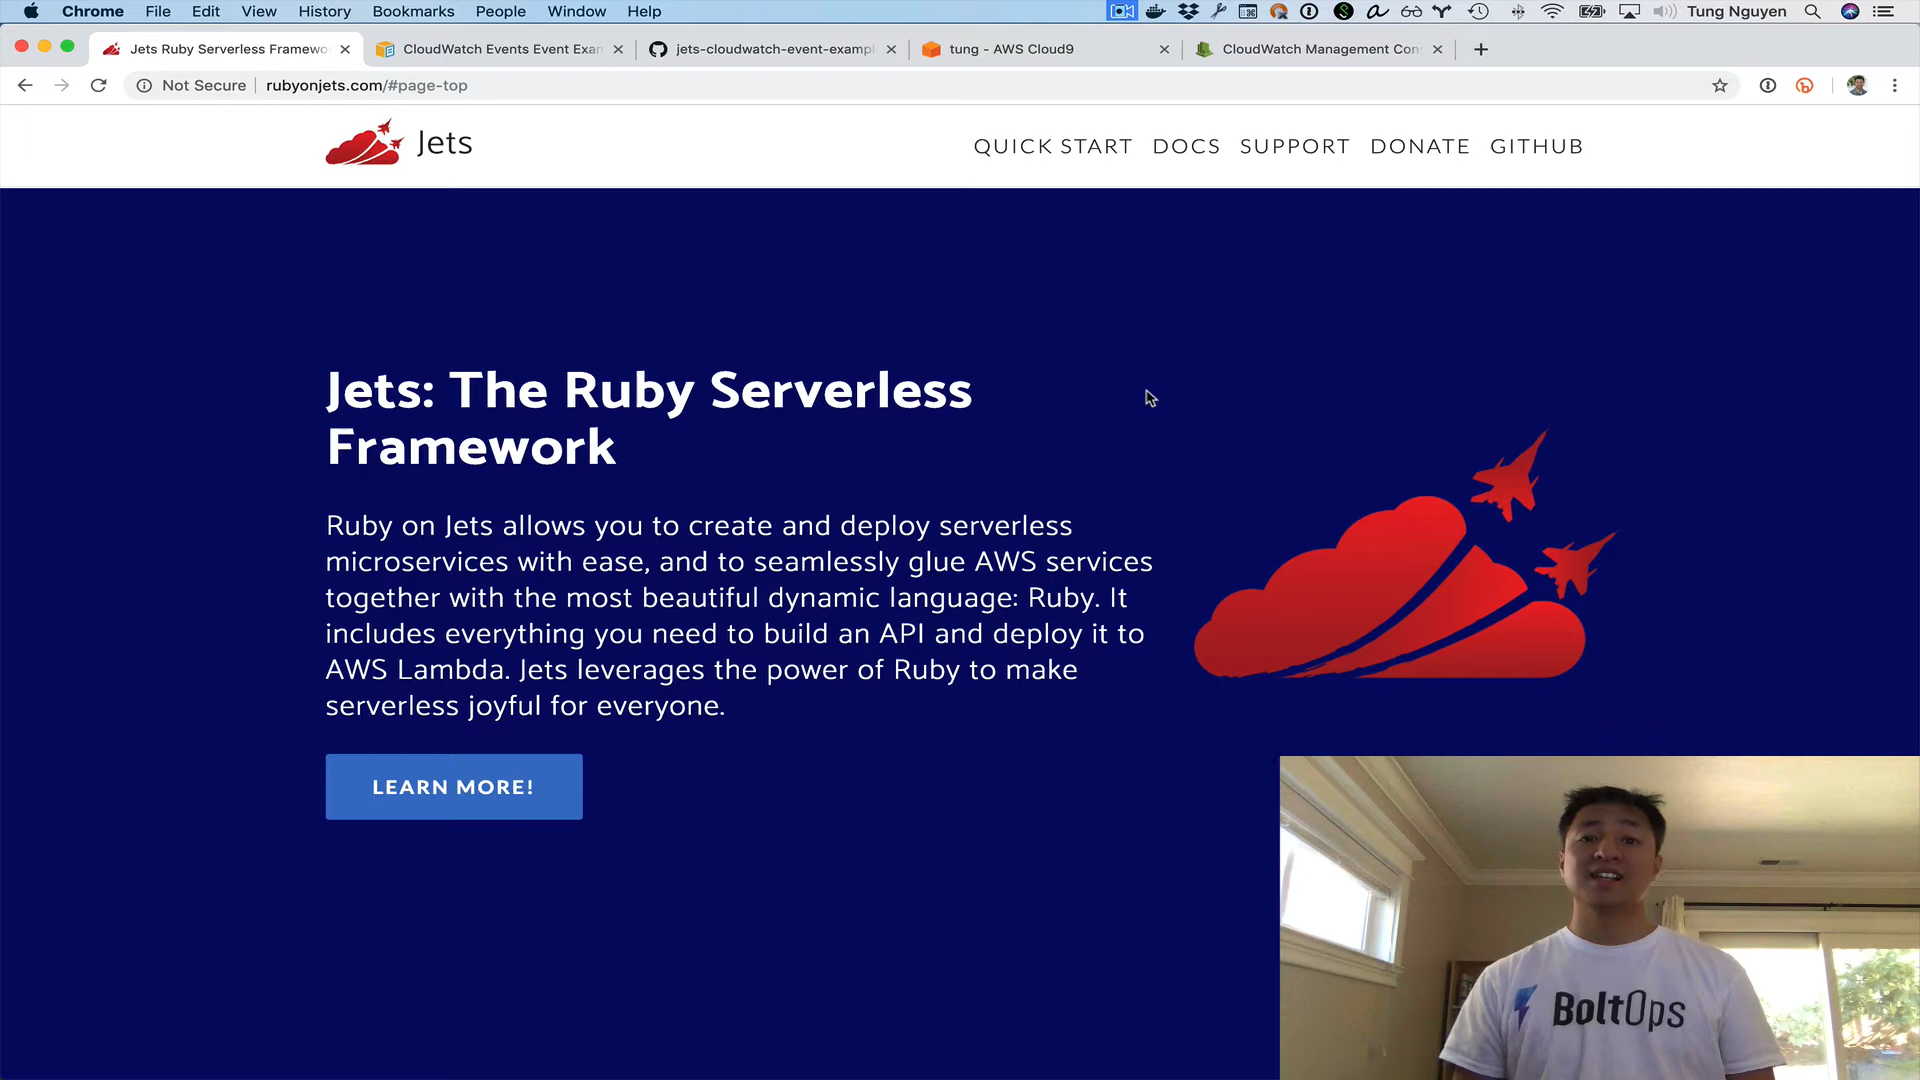 Chrome File Edit View History Bookmarks People Window Help Tung Nguyen
Jets Ruby Serverless Framewo CloudWatch Events Event Exam jets-cloudwatch-event-exampl tung - AWS Cloud9 CloudWatch Management Con
Not Secure rubyonjets.com/#page-top
Jets QUICK START DOCS SUPPORT DONATE GITHUB
Jets: The Ruby Serverless
Framework
Ruby on Jets allows you to create and deploy serverless
microservices with ease, and to seamlessly glue AWS services
together with the most beautiful dynamic language: Ruby. It
includes everything you need to build an API and deploy it to
AWS Lambda. Jets leverages the power of Ruby to make
serverless joyful for everyone.
LEARN MORE!
BoltOps